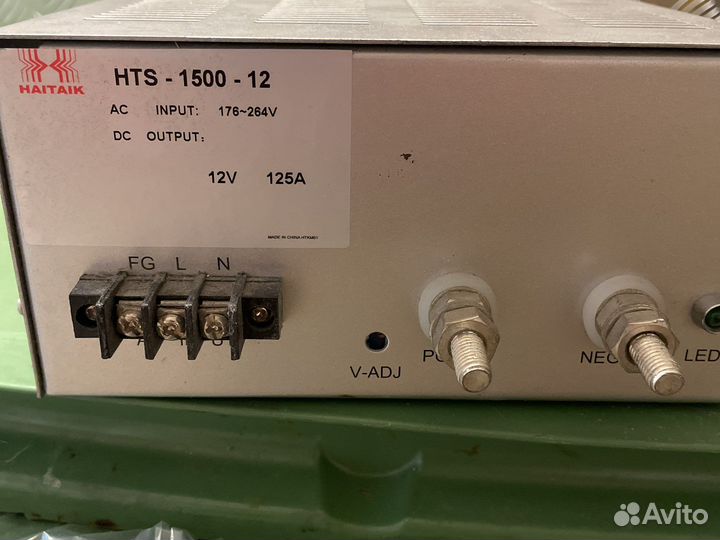 HAITAIK
HTS - 1500 - 12
AC INPUT: 176~264V
DC OUTPUT:
12V 125A
MADE IN CHINA HTKM01
FG L N
V-ADJ
LED
Avito